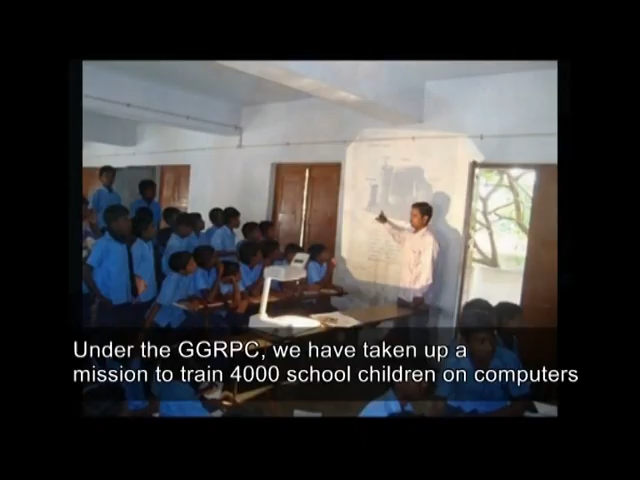 Under the GGRPC, we have taken up a
mission to train 4000 school children on computers